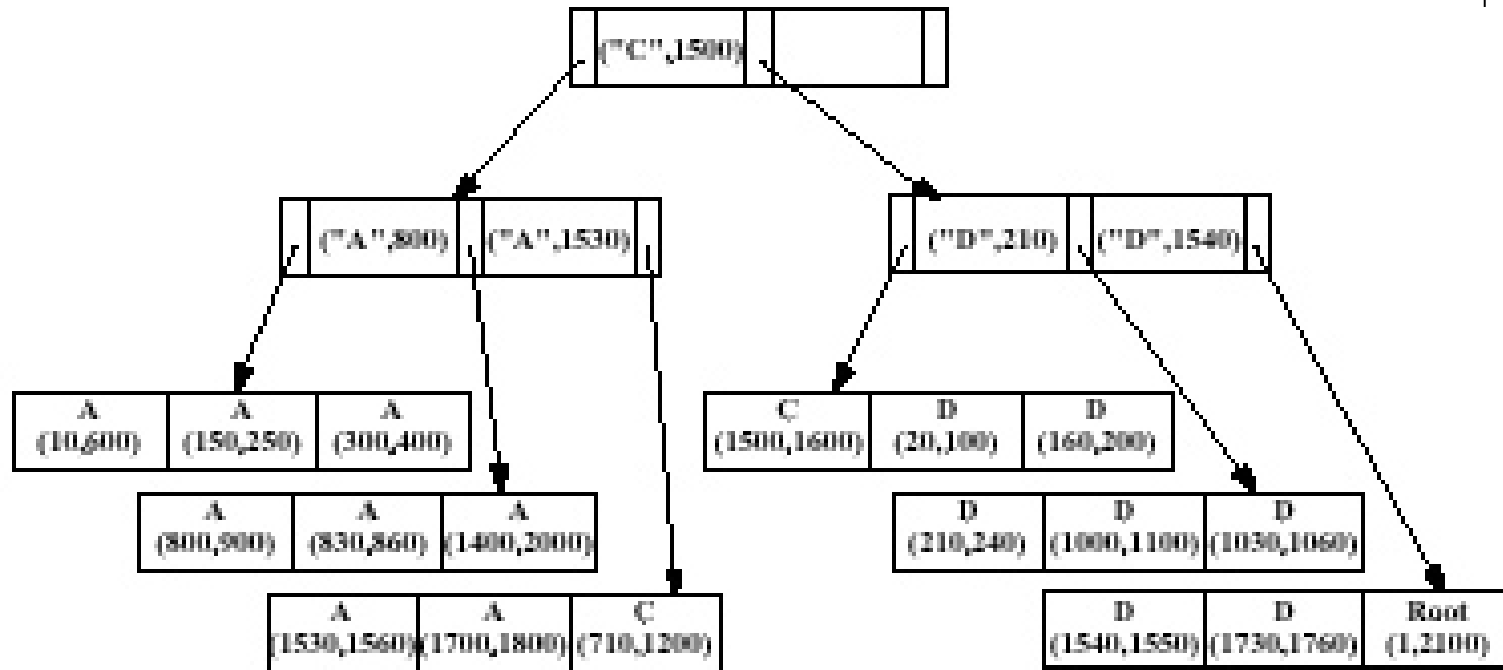 ("C",1500)
("A",800) ("A",1530)
("D",210) ("D",1540)
A A A
(10,600) (150,250) (300,400)
C D D
(1500,1600) (20,100) (160,200)
A A A
(800,900) (830,860) (1400,2000)
D D D
(210,240) (1000,1100) (1030,1060)
A A C
(1530,1560) (1700,1800) (710,1200)
D D Root
(1540,1550) (1730,1760) (1,2100)